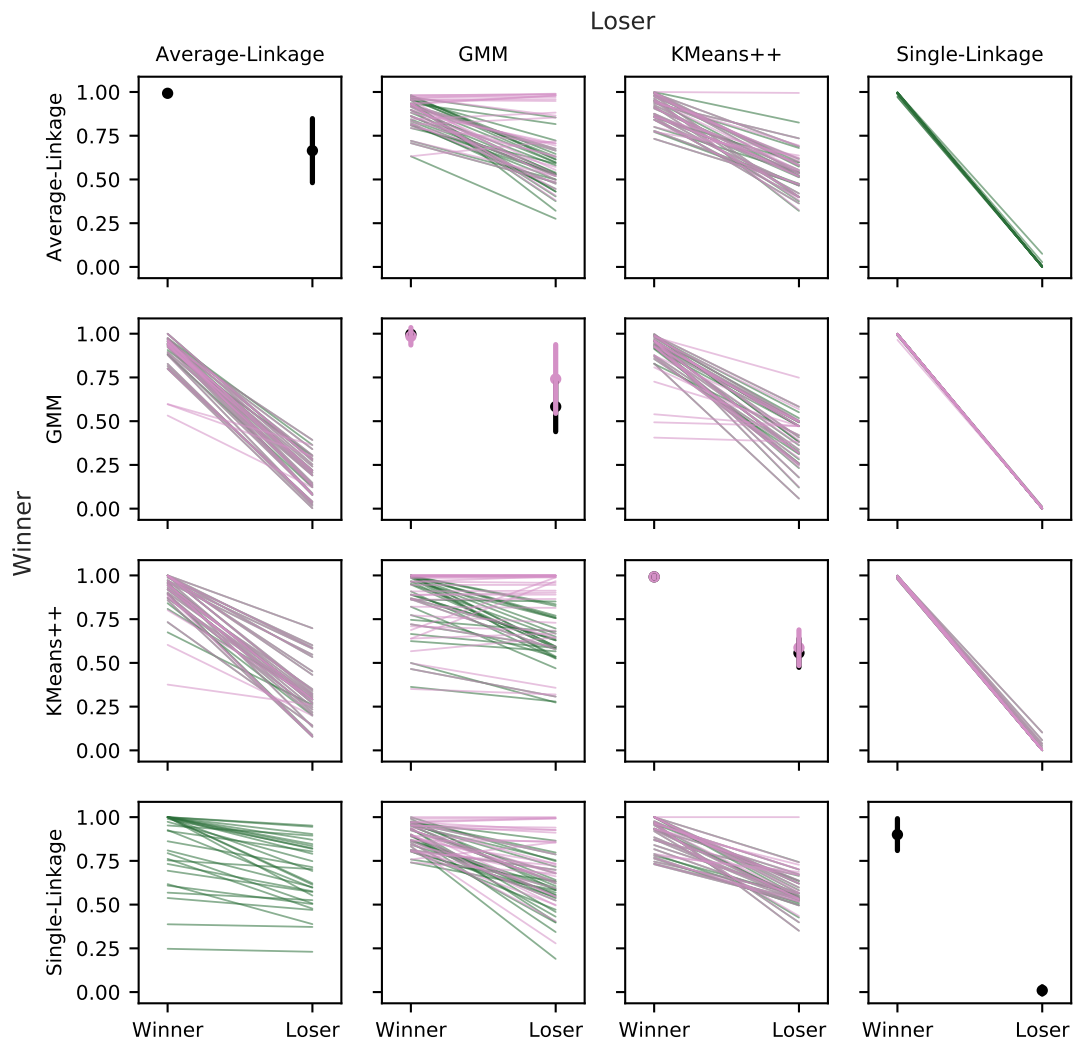 Loser
Average-Linkage GMM KMeans++ Single-Linkage
Average-Linkage
1.00
0.75
0.50
0.25
0.00
GMM
1.00
0.75
0.50
0.25
0.00
Winner
KMeans++
1.00
0.75
0.50
0.25
0.00
Single-Linkage
1.00
0.75
0.50
0.25
0.00
Winner Loser Winner Loser Winner Loser Winner Loser